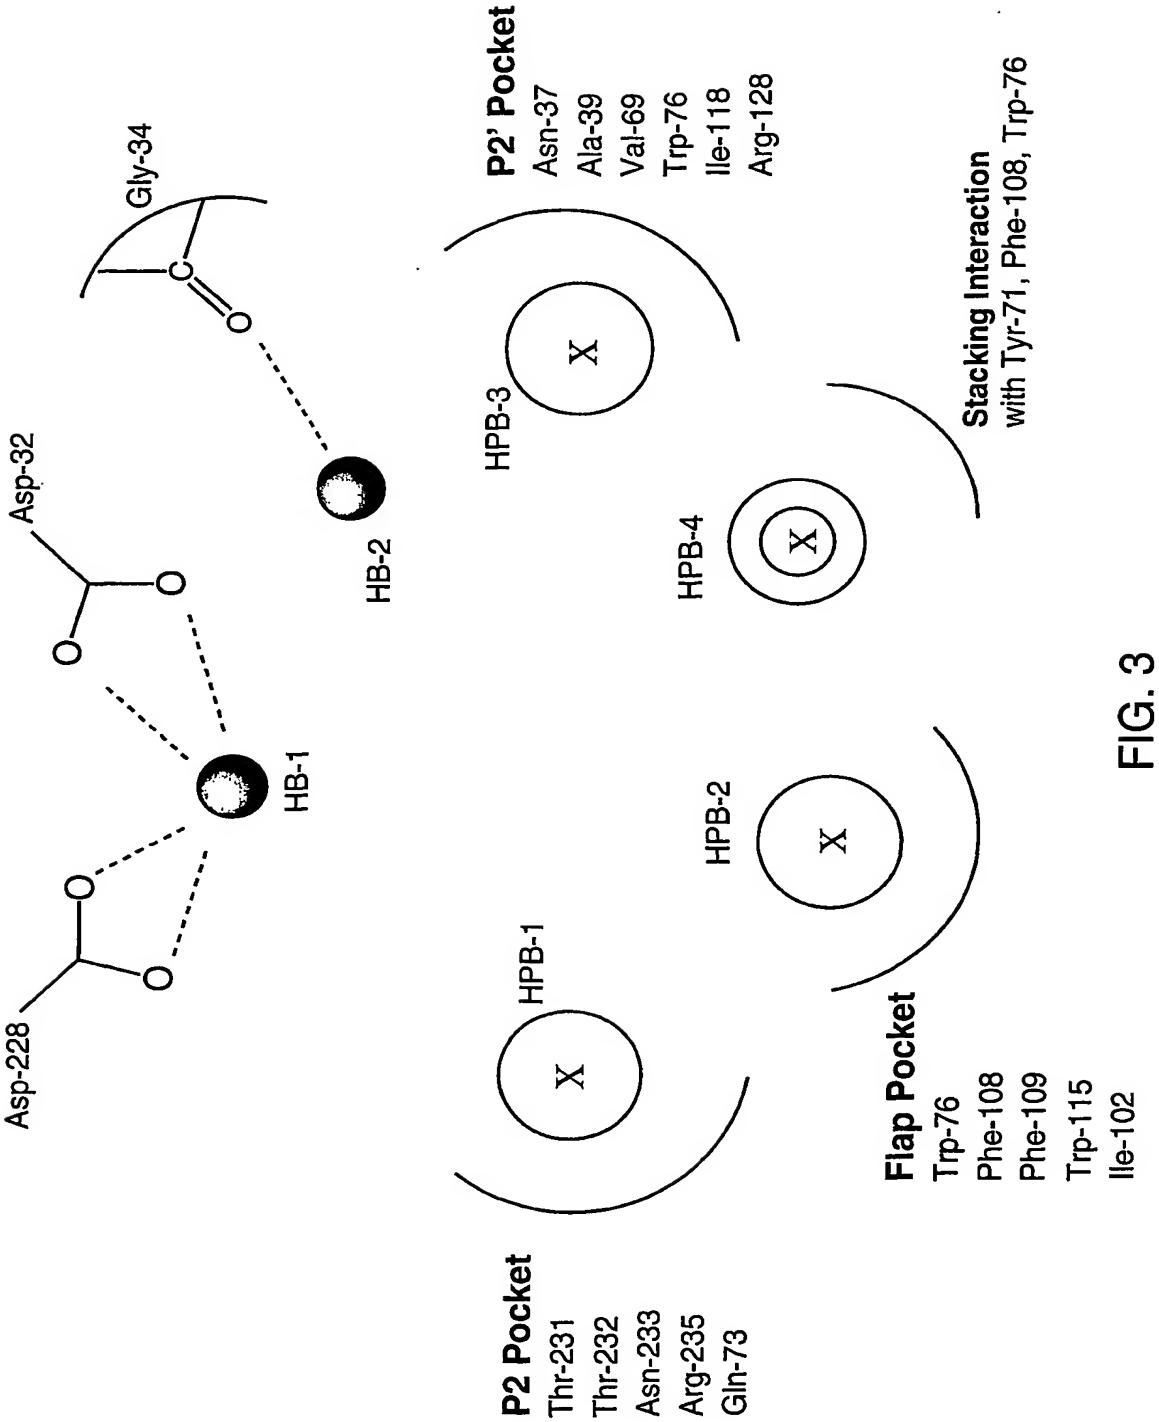 Asp-228
O
O
HB-1
Asp-32
O
O
HB-2
Gly-34
C
O
P2 Pocket
Thr-231
Thr-232
Asn-233
Arg-235
Gln-73
HPB-1
X
Flap Pocket
Trp-76
Phe-108
Phe-109
Trp-115
Ile-102
HPB-2
X
HPB-4
X
Stacking Interaction
with Tyr-71, Phe-108, Trp-76
HPB-3
X
P2' Pocket
Asn-37
Ala-39
Val-69
Trp-76
Ile-118
Arg-128
FIG. 3